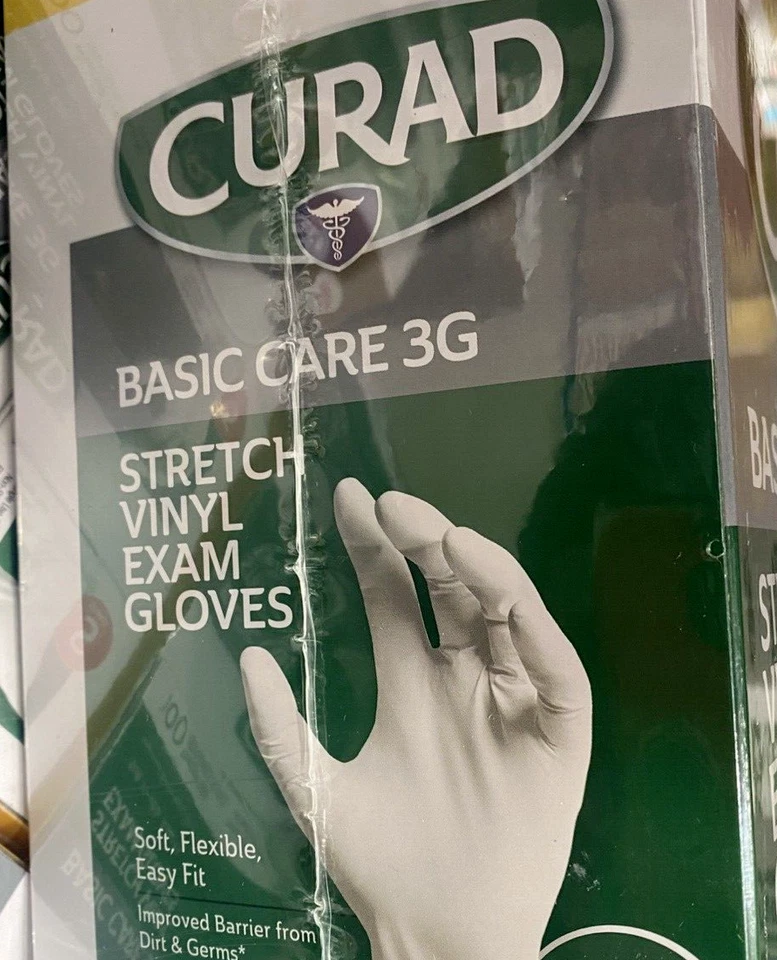 CURAD
BASIC CARE 3G
STRETCH
VINYL
EXAM
GLOVES
Soft, Flexible,
Easy Fit
Improved Barrier from
Dirt & Germs*